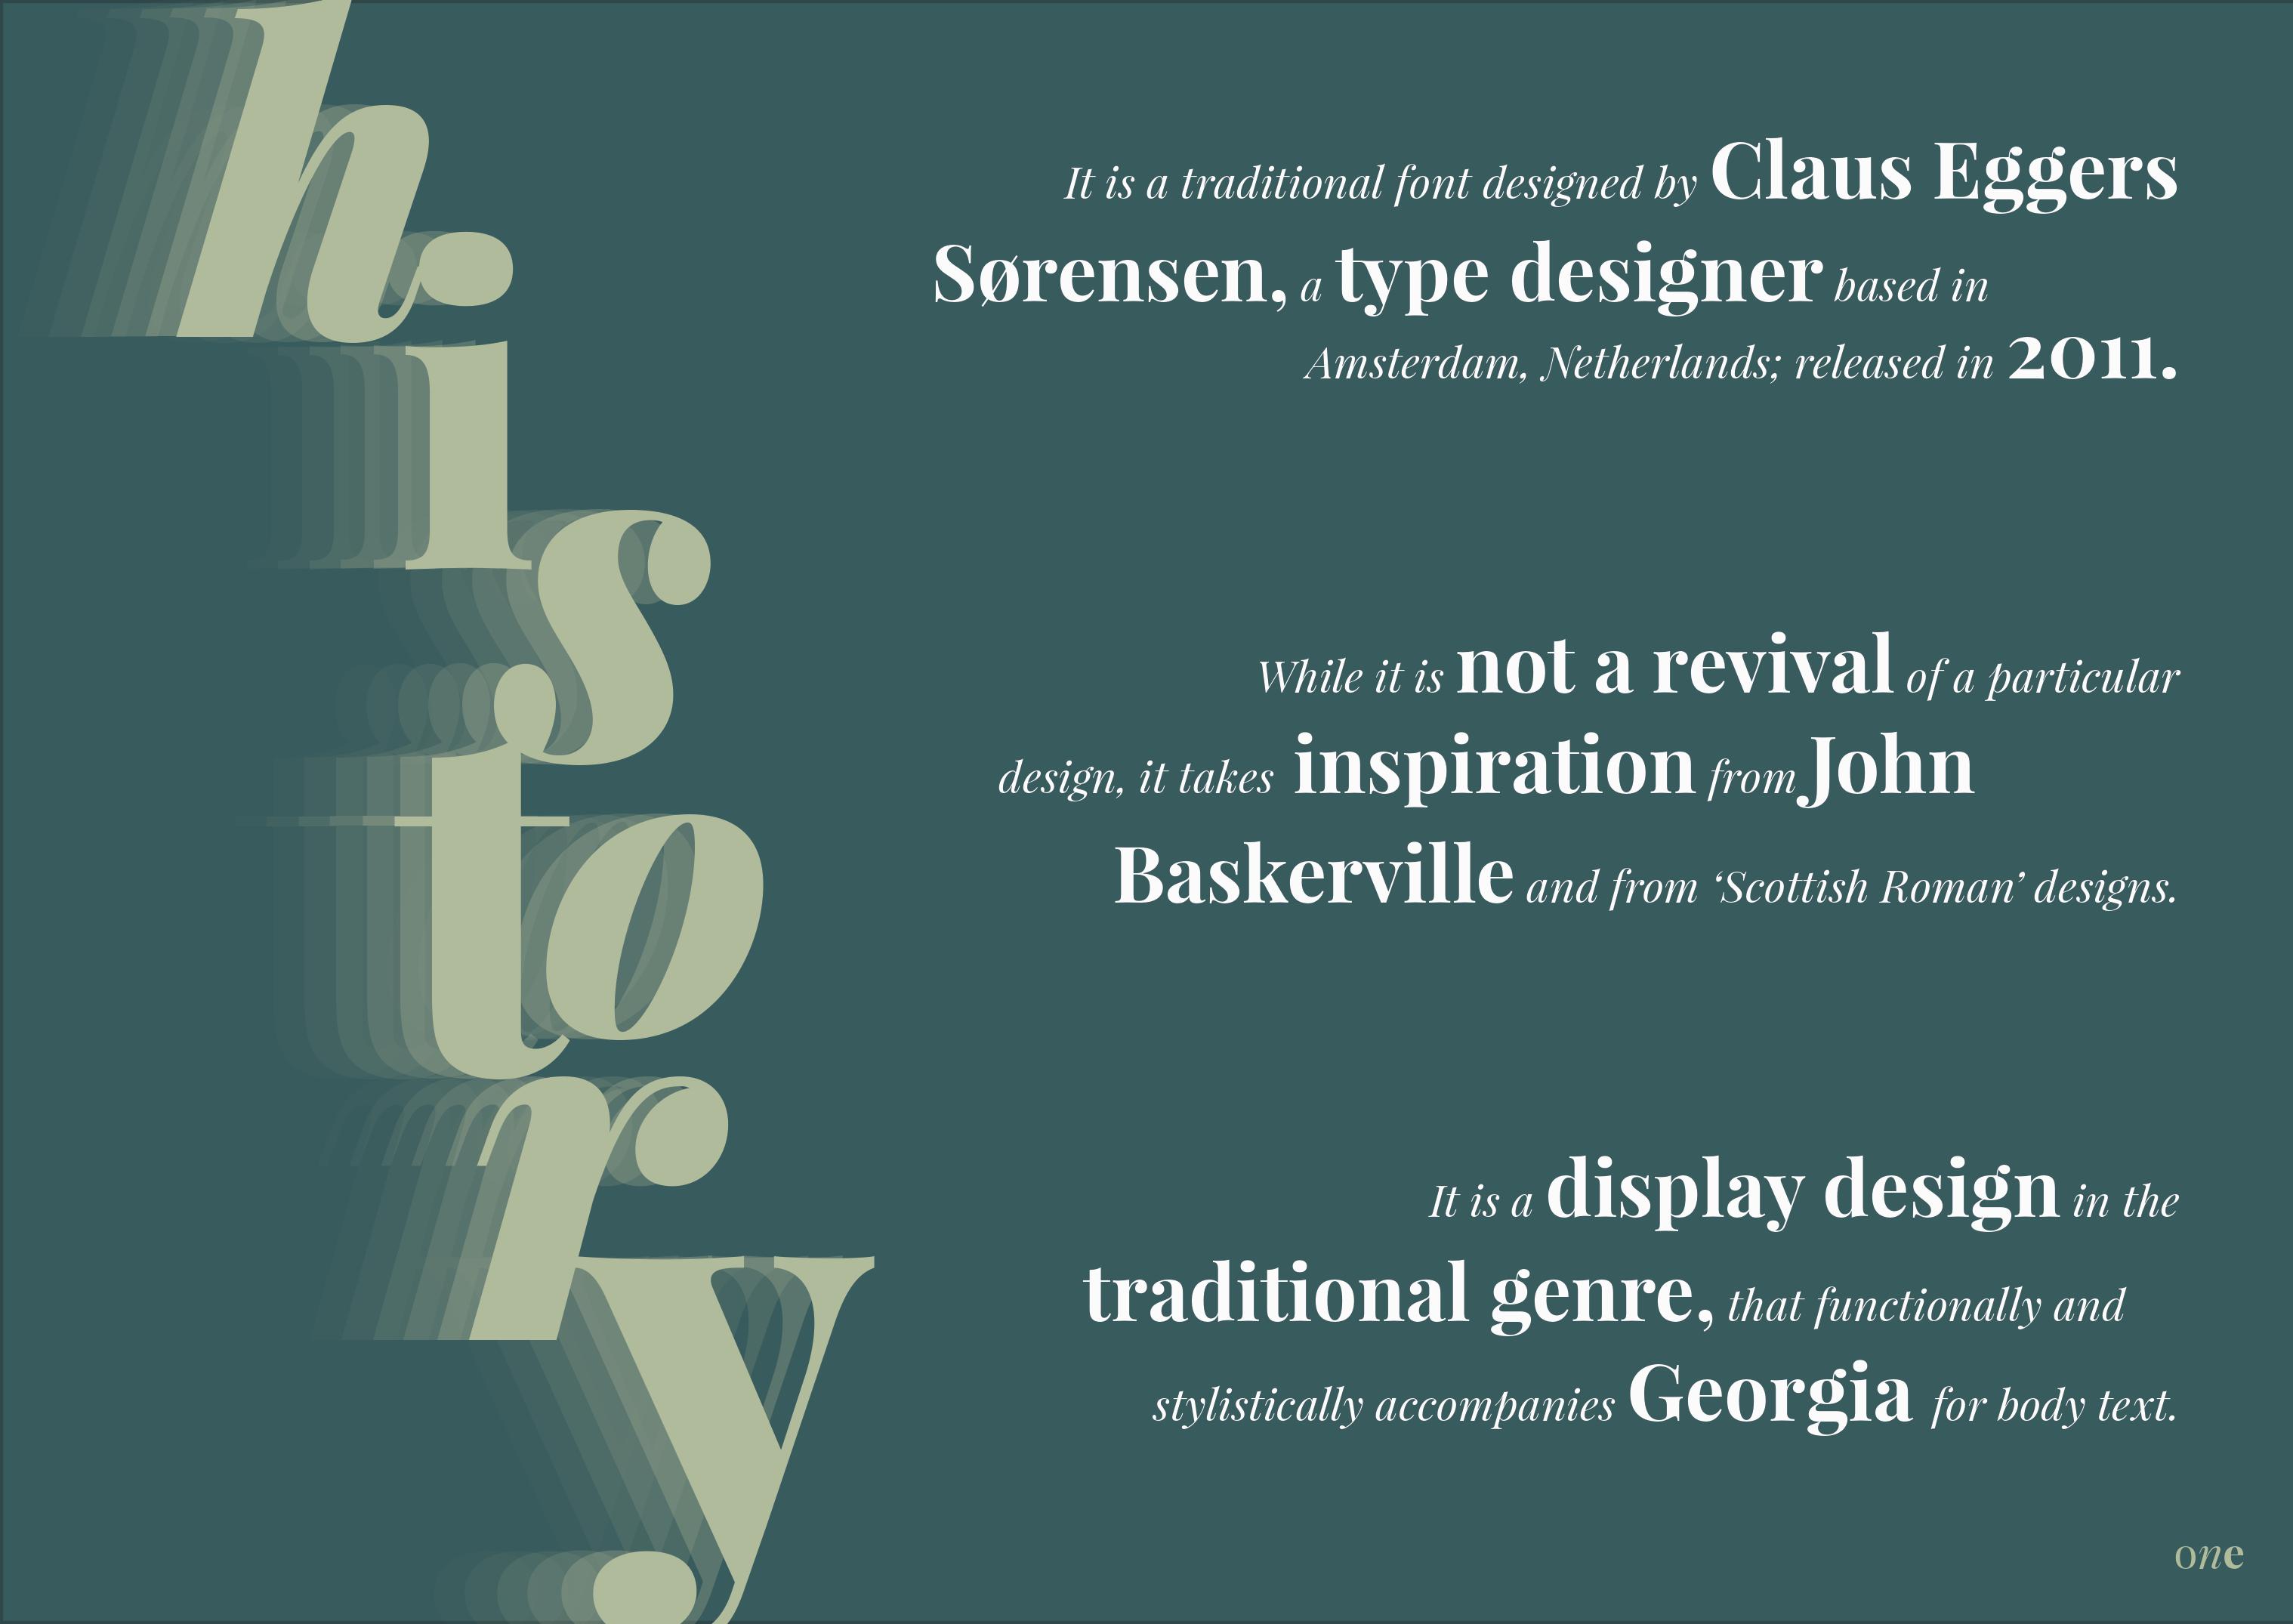 history
It is a traditional font designed by Claus Eggers
Sørensen, a type designer based in
Amsterdam, Netherlands; released in 2011.
While it is not a revival of a particular
design, it takes inspiration from John
Baskerville and from ‘Scottish Roman’ designs.
It is a display design in the
traditional genre, that functionally and
stylistically accompanies Georgia for body text.
one